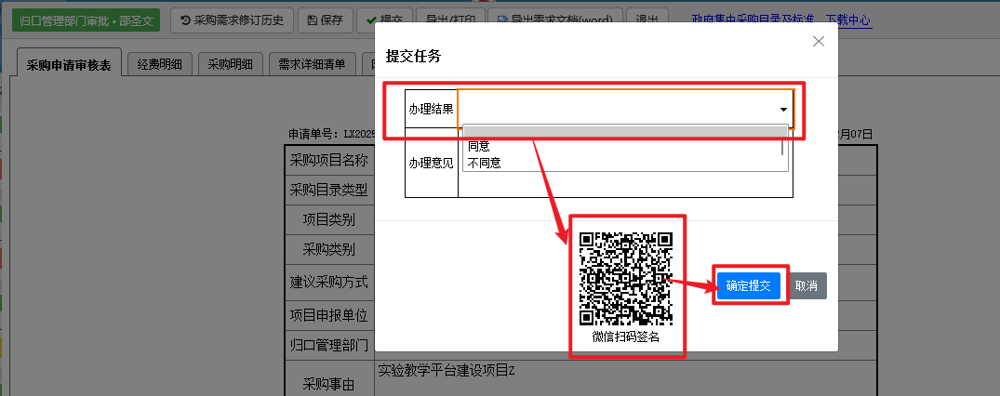 归口管理部门审批·邵圣文 采购需求修订历史 保存 提交 导出/打印 导出需求文档(word) 退出 政府集中采购目录及标准 下载中心
提交任务
采购申请审核表 经费明细 采购明细 需求详细清单
办理结果
申请单号：LX2025 月07日
同意
不同意
办理意见
采购项目名称
采购目录类型
项目类别
采购类别
建议采购方式
确定提交 取消
项目申报单位
微信扫码签名
归口管理部门
采购事由 实验教学平台建设项目Z